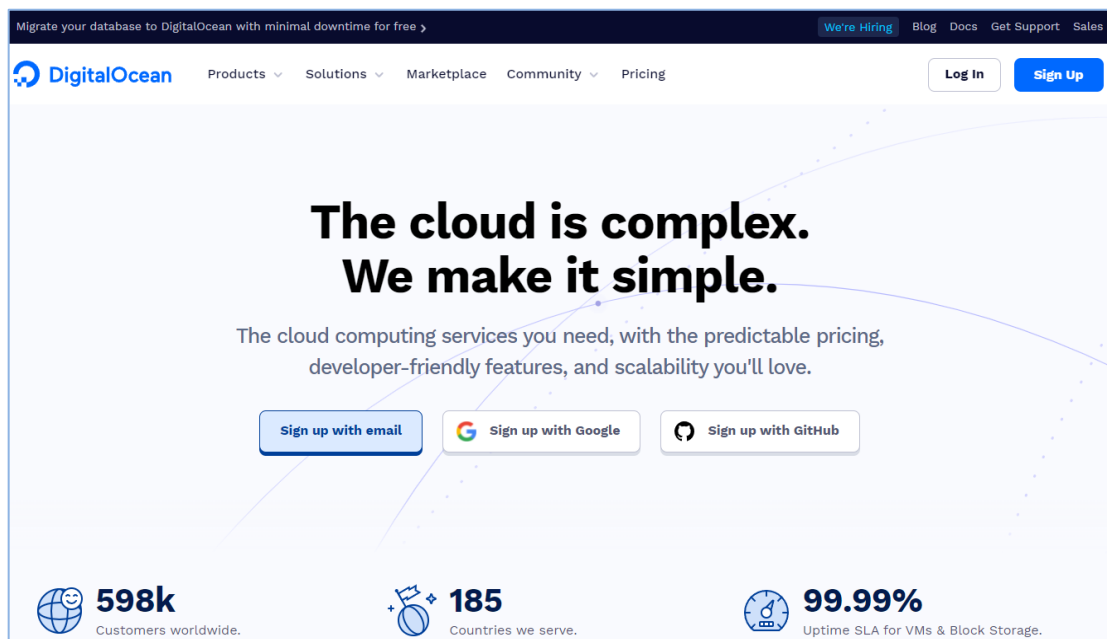 Migrate your database to DigitalOcean with minimal downtime for free
We're Hiring Blog Docs Get Support Sales
DigitalOcean Products Solutions Marketplace Community Pricing Log In Sign Up
The cloud is complex.
We make it simple.
The cloud computing services you need, with the predictable pricing,
developer-friendly features, and scalability you'll love.
Sign up with email Sign up with Google Sign up with GitHub
598k
Customers worldwide.
185
Countries we serve.
99.99%
Uptime SLA for VMs & Block Storage.